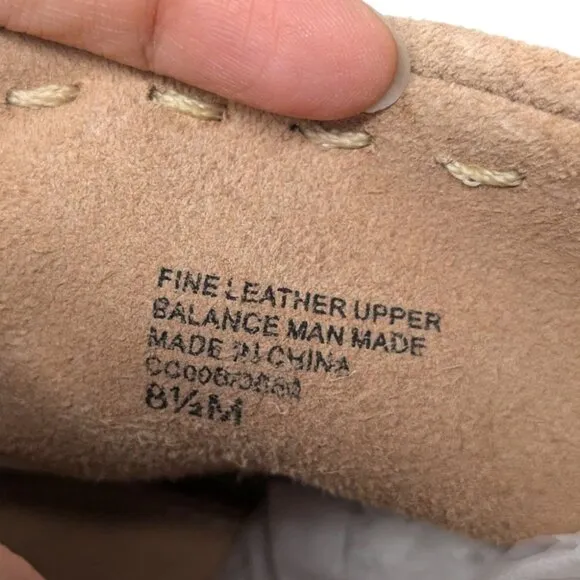 FINE LEATHER UPPER
BALANCE MAN MADE
MADE IN CHINA
8½M